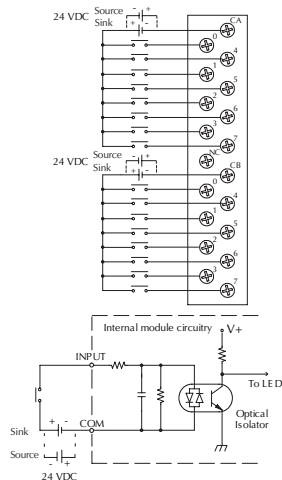 24 VDC Source - +
Sink + -
CA
0
4
1
5
2
6
3
7
NC
24 VDC Source - +
Sink + -
CB
0
4
1
5
2
6
3
7
Internal module circuitry V+
INPUT
To LED
COM
Optical
Isolator
Sink + -
Source - +
24 VDC